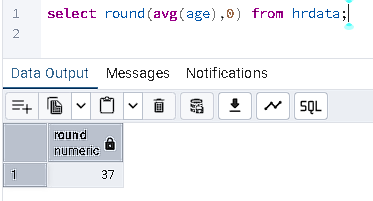 1 select round(avg(age),0) from hrdata;
2
Data Output Messages Notifications
SQL
round
numeric
1 37